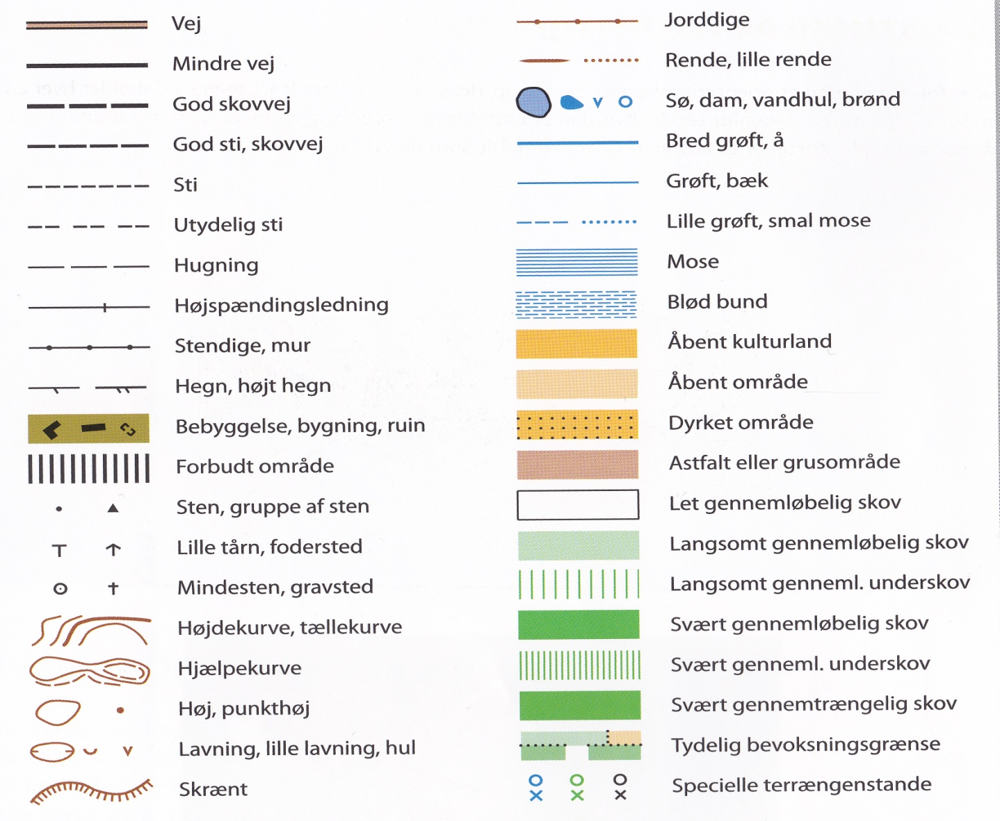 Vej
Mindre vej
God skovvej
God sti, skovvej
Sti
Utydelig sti
Hugning
Højspændingsledning
Stendige, mur
Hegn, højt hegn
Bebyggelse, bygning, ruin
Forbudt område
Sten, gruppe af sten
Lille tårn, fodersted
Mindesten, gravsted
Højdekurve, tællekurve
Hjælpekurve
Høj, punkthøj
Lavning, lille lavning, hul
Skrænt
Jorddige
Rende, lille rende
Sø, dam, vandhul, brønd
Bred grøft, å
Grøft, bæk
Lille grøft, smal mose
Mose
Blød bund
Åbent kulturland
Åbent område
Dyrket område
Astfalt eller grusområde
Let gennemløbelig skov
Langsomt gennemløbelig skov
Langsomt genneml. underskov
Svært gennemløbelig skov
Svært genneml. underskov
Svært gennemtrængelig skov
Tydelig bevoksningsgrænse
Specielle terrængenstande